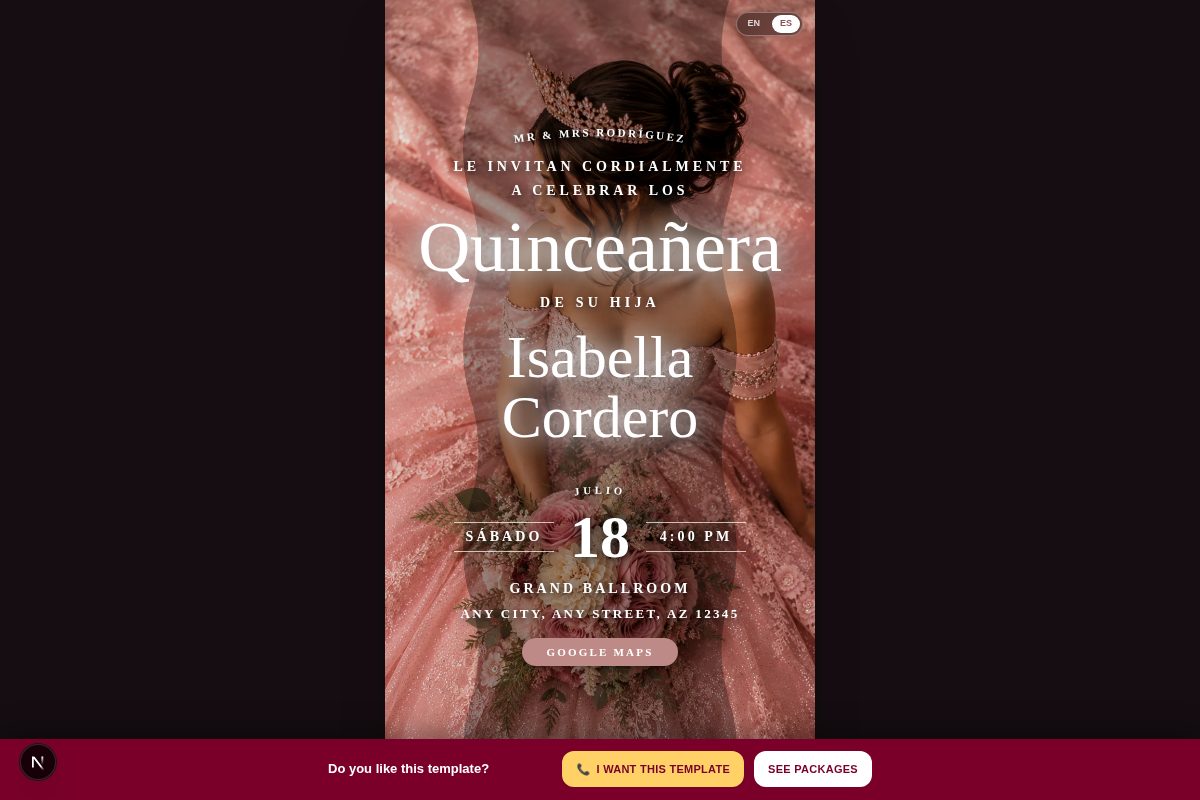 EN ES
MR & MRS RODRÍGUEZ
LE INVITAN CORDIALMENTE
A CELEBRAR LOS
Quinceañera
DE SU HIJA
Isabella
Cordero
JULIO
SÁBADO 18 4:00 PM
GRAND BALLROOM
ANY CITY, ANY STREET, AZ 12345
GOOGLE MAPS
N
Do you like this template? 📞 I WANT THIS TEMPLATE SEE PACKAGES